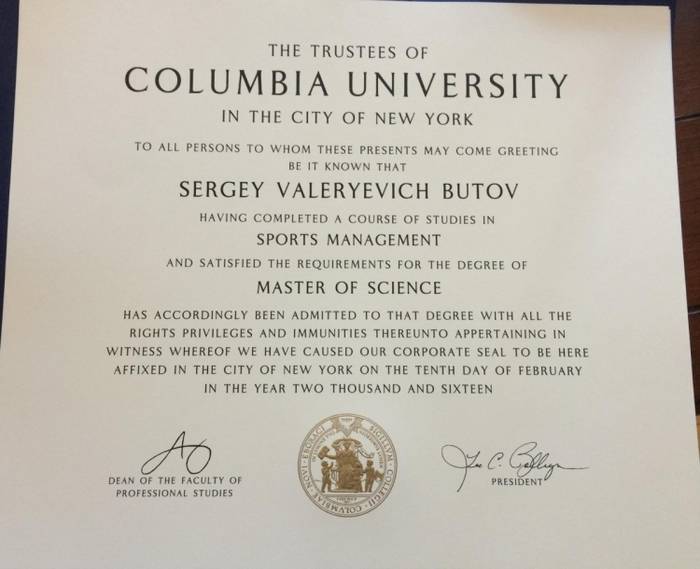 THE TRUSTEES OF
COLUMBIA UNIVERSITY
IN THE CITY OF NEW YORK
TO ALL PERSONS TO WHOM THESE PRESENTS MAY COME GREETING
BE IT KNOWN THAT
SERGEY VALERYEVICH BUTOV
HAVING COMPLETED A COURSE OF STUDIES IN
SPORTS MANAGEMENT
AND SATISFIED THE REQUIREMENTS FOR THE DEGREE OF
MASTER OF SCIENCE
HAS ACCORDINGLY BEEN ADMITTED TO THAT DEGREE WITH ALL THE
RIGHTS PRIVILEGES AND IMMUNITIES THEREUNTO APPERTAINING IN
WITNESS WHEREOF WE HAVE CAUSED OUR CORPORATE SEAL TO BE HERE
AFFIXED IN THE CITY OF NEW YORK ON THE TENTH DAY OF FEBRUARY
IN THE YEAR TWO THOUSAND AND SIXTEEN
DEAN OF THE FACULTY OF
PROFESSIONAL STUDIES
SIGILLVM COLLEGII COLVMBIAE NOVI EBORACI
PRESIDENT